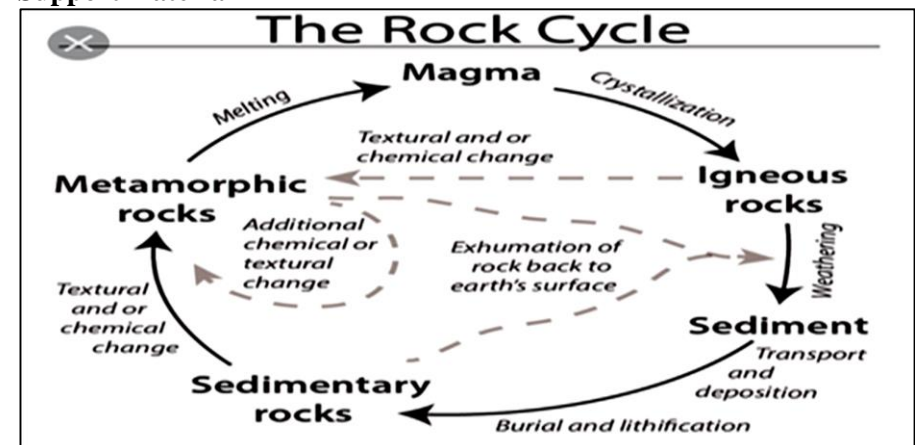 The Rock Cycle
Magma
Melting
Crystallization
Textural and or
chemical change
Igneous
rocks
Metamorphic
rocks
Additional
chemical or
textural
change
Exhumation of
rock back to
earth's surface
Weathering
Textural
and or
chemical
change
Sediment
Transport
and
deposition
Sedimentary
rocks
Burial and lithification